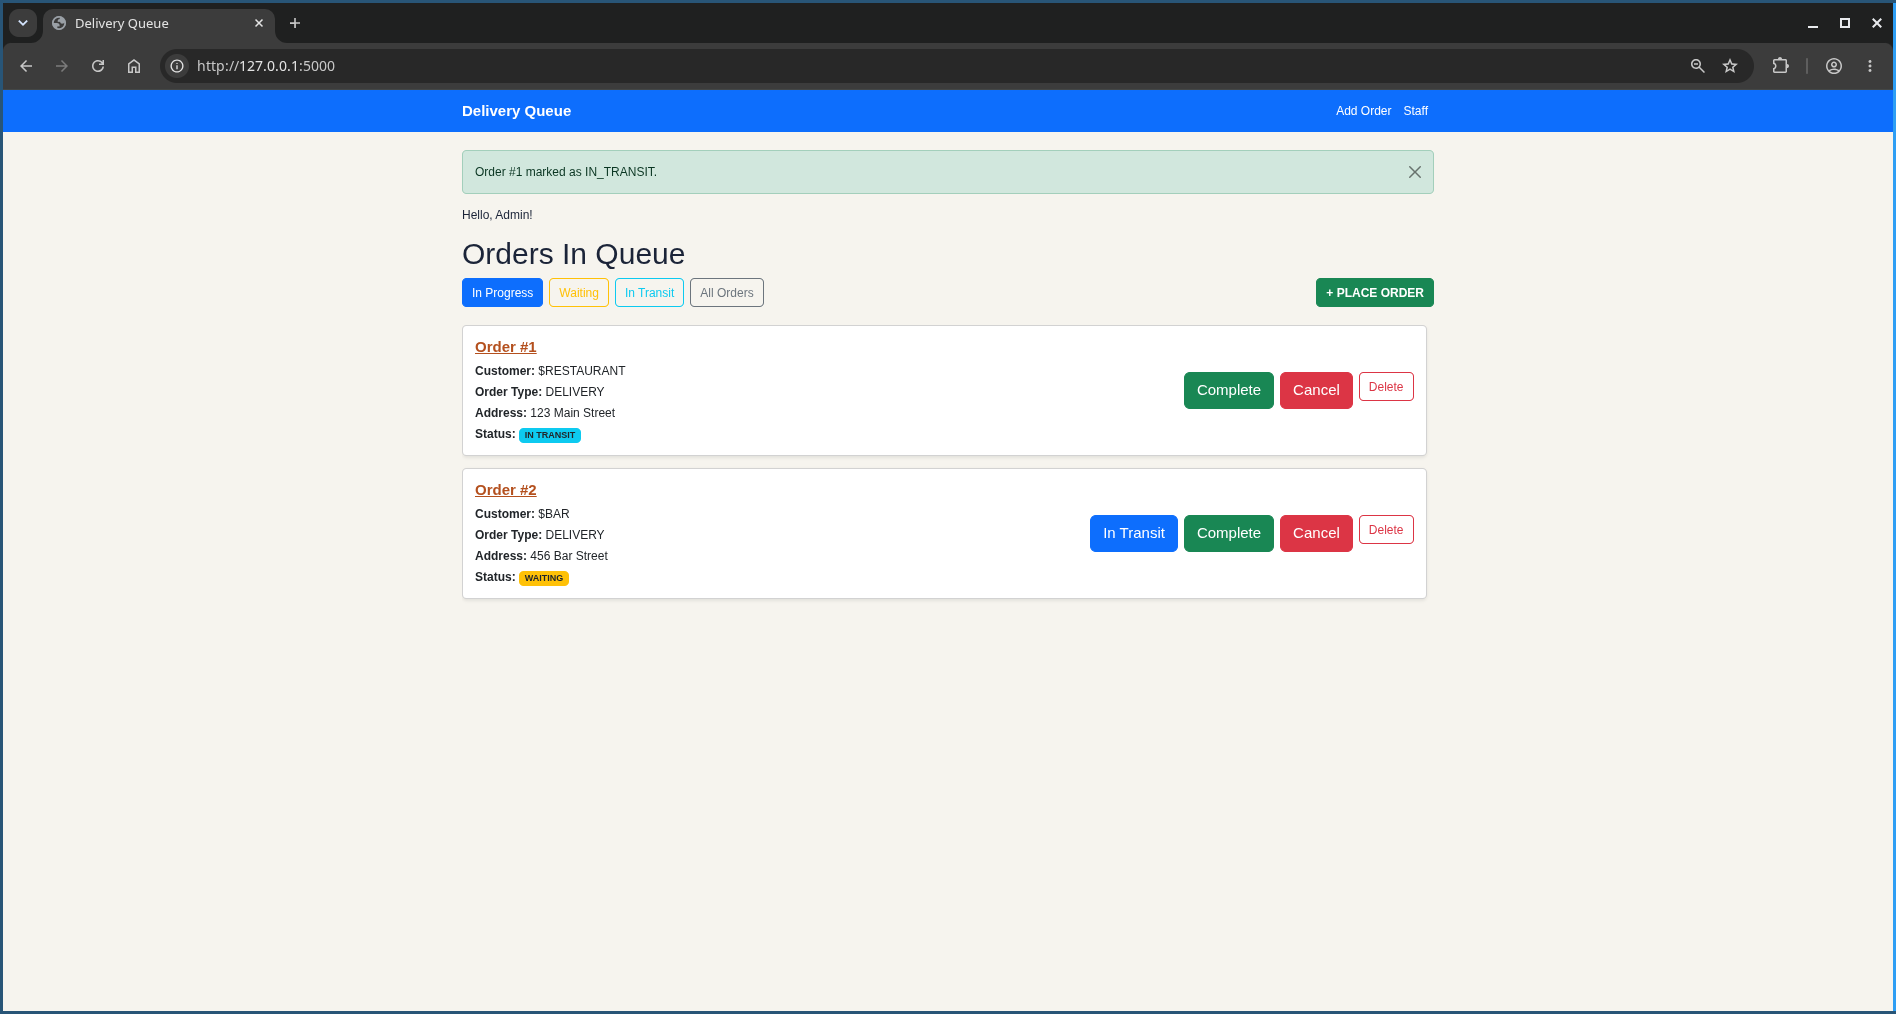 Delivery Queue
http://127.0.0.1:5000
Delivery Queue Add Order Staff
Order #1 marked as IN_TRANSIT.
Hello, Admin!
Orders In Queue
In Progress Waiting In Transit All Orders + PLACE ORDER
Order #1
Customer: $RESTAURANT
Order Type: DELIVERY
Address: 123 Main Street
Status: IN TRANSIT
Complete Cancel Delete
Order #2
Customer: $BAR
Order Type: DELIVERY
Address: 456 Bar Street
Status: WAITING
In Transit Complete Cancel Delete